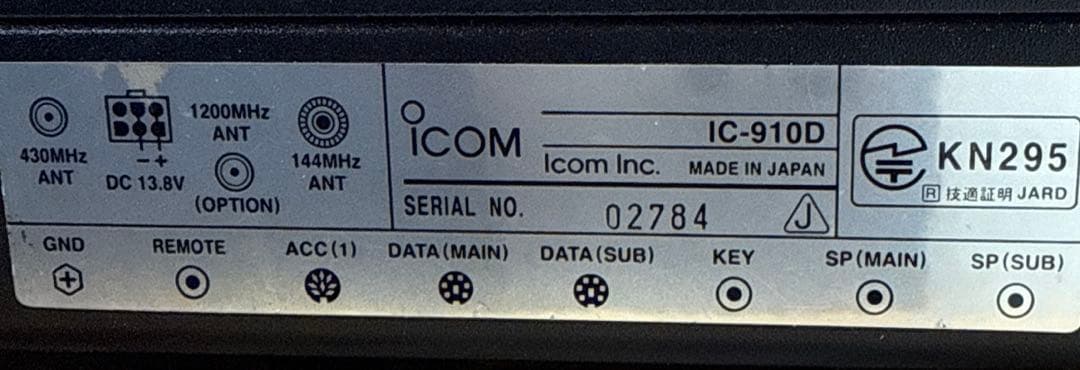 430MHz
ANT
− +
DC 13.8V
1200MHz
ANT
(OPTION)
144MHz
ANT
iCOM
IC-910D
Icom Inc. MADE IN JAPAN
SERIAL NO. 02784 J
KN295
R 技適証明 JARD
GND REMOTE ACC(1) DATA(MAIN) DATA(SUB) KEY SP(MAIN) SP(SUB)